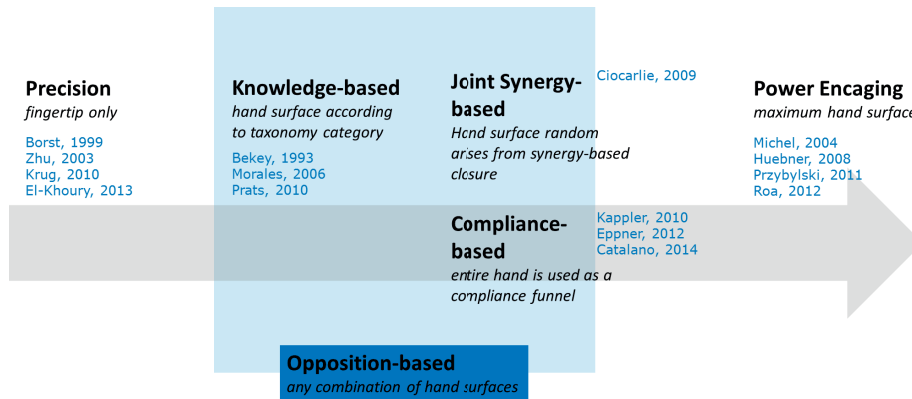 Precision
fingertip only
Borst, 1999
Zhu, 2003
Krug, 2010
El-Khoury, 2013
Knowledge-based
hand surface according
to taxonomy category
Bekey, 1993
Morales, 2006
Prats, 2010
Joint Synergy-
based
Hand surface random
arises from synergy-based
closure
Ciocarlie, 2009
Compliance-
based
entire hand is used as a
compliance funnel
Kappler, 2010
Eppner, 2012
Catalano, 2014
Power Encaging
maximum hand surface
Michel, 2004
Huebner, 2008
Przybylski, 2011
Roa, 2012
Opposition-based
any combination of hand surfaces